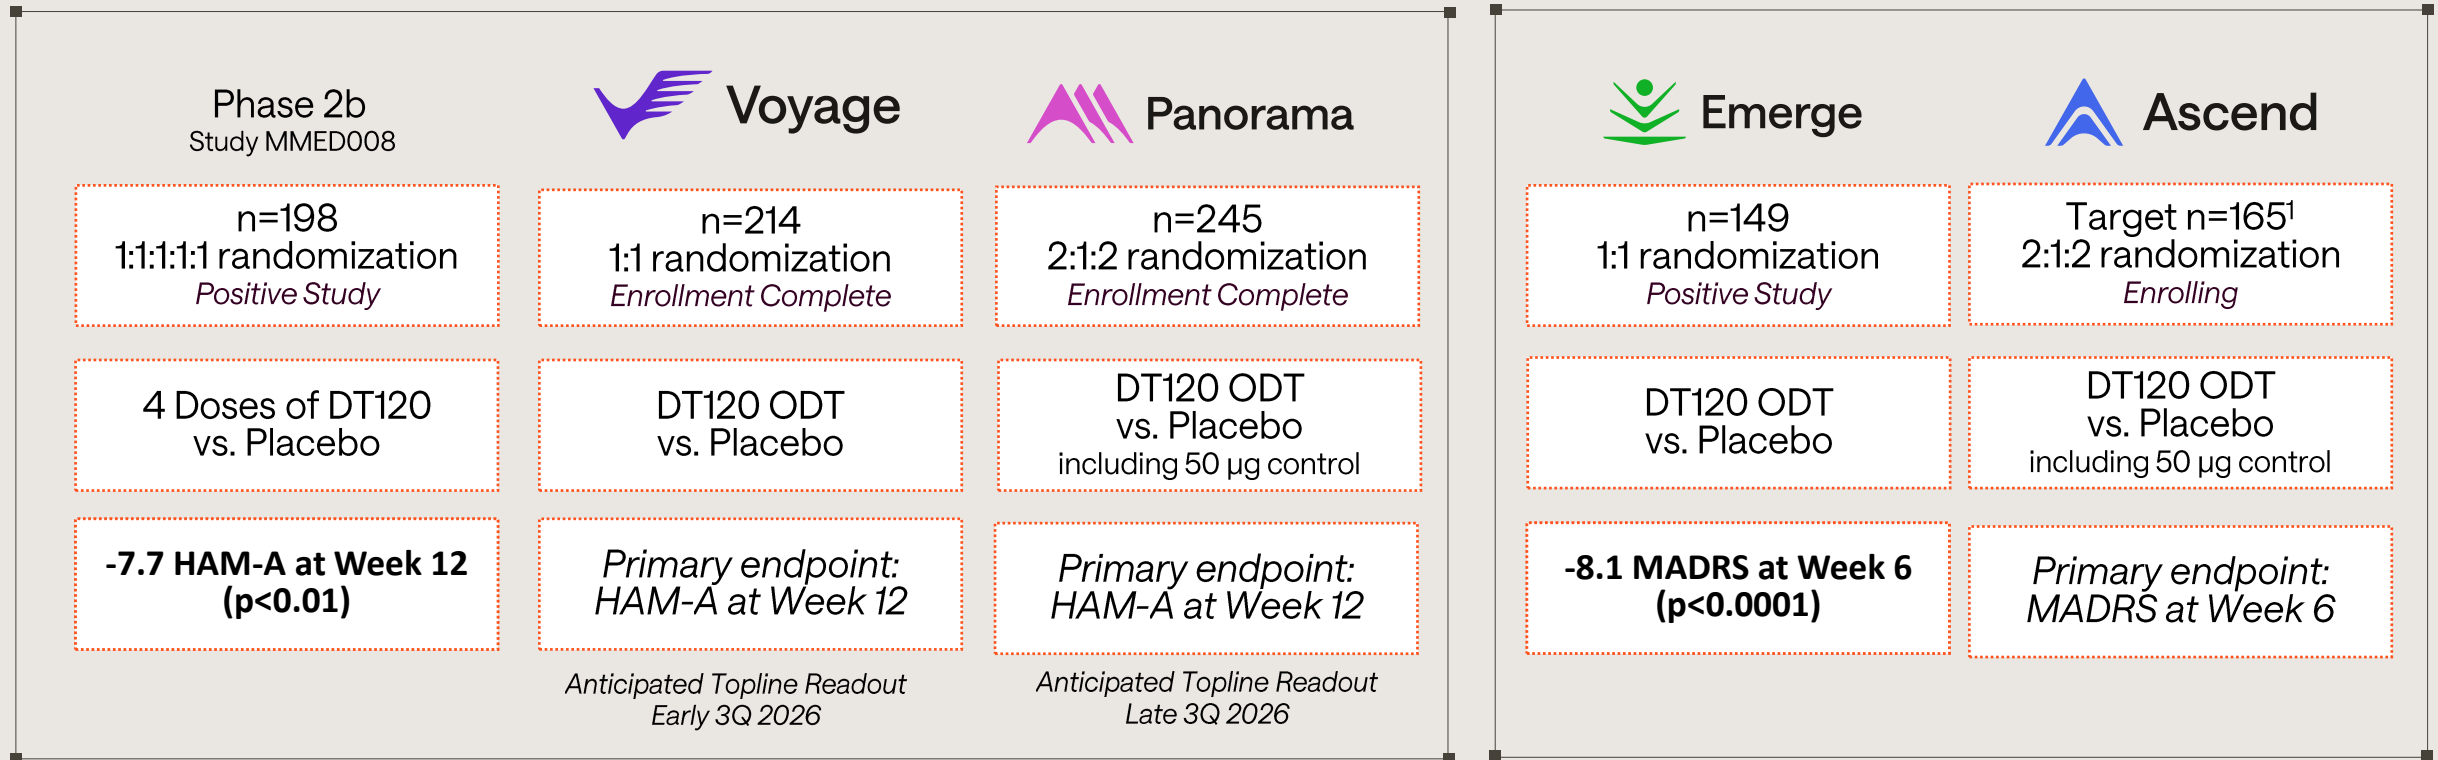 Phase 2b
Study MMED008
n=198
1:1:1:1:1 randomization
Positive Study
4 Doses of DT120
vs. Placebo
-7.7 HAM-A at Week 12
(p<0.01)
Voyage
n=214
1:1 randomization
Enrollment Complete
DT120 ODT
vs. Placebo
Primary endpoint:
HAM-A at Week 12
Anticipated Topline Readout
Early 3Q 2026
Panorama
n=245
2:1:2 randomization
Enrollment Complete
DT120 ODT
vs. Placebo
including 50 µg control
Primary endpoint:
HAM-A at Week 12
Anticipated Topline Readout
Late 3Q 2026
Emerge
n=149
1:1 randomization
Positive Study
DT120 ODT
vs. Placebo
-8.1 MADRS at Week 6
(p<0.0001)
Ascend
Target n=165¹
2:1:2 randomization
Enrolling
DT120 ODT
vs. Placebo
including 50 µg control
Primary endpoint:
MADRS at Week 6